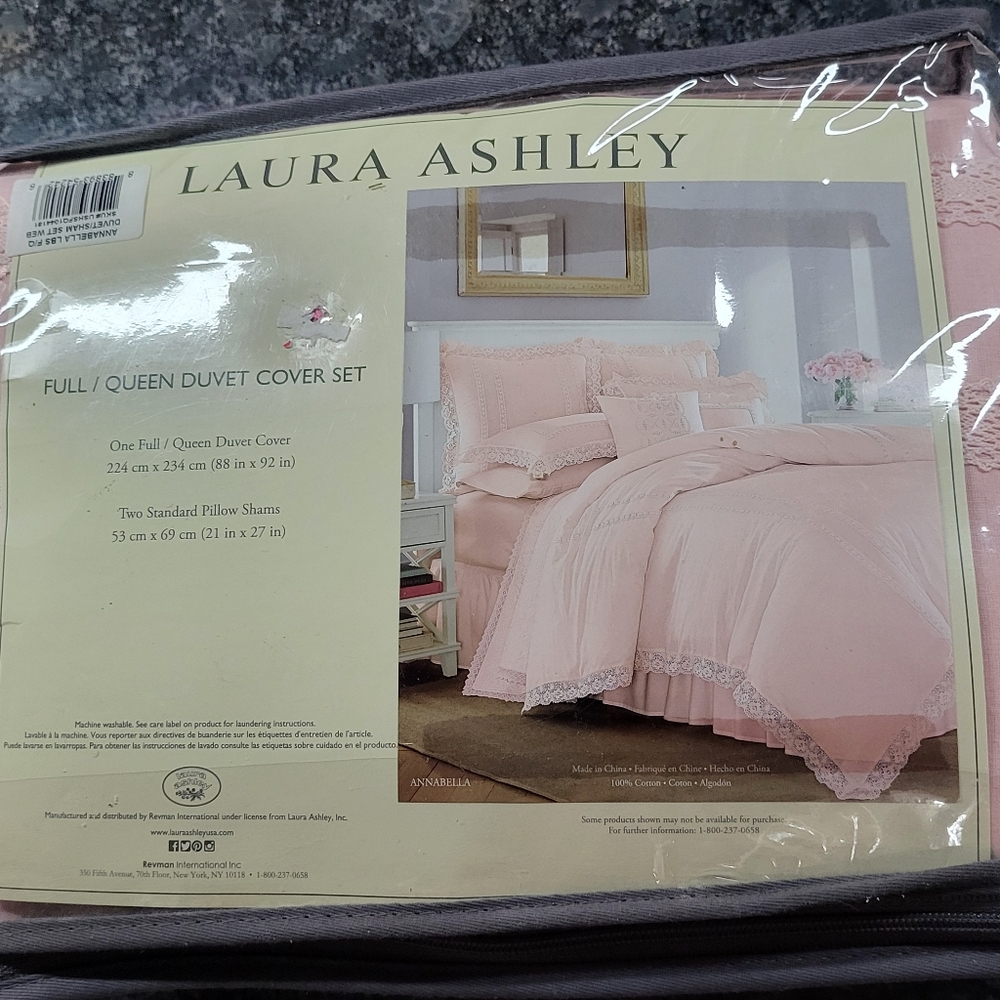 LAURA ASHLEY
ANNABELLA LBS F/Q
DUVET/SHAM SET WEB
FULL / QUEEN DUVET COVER SET
One Full / Queen Duvet Cover
224 cm x 234 cm (88 in x 92 in)
Two Standard Pillow Shams
53 cm x 69 cm (21 in x 27 in)
Machine washable. See care label on product for laundering instructions.
Lavable à la machine. Vous reporter aux directives de buanderie sur les étiquettes d'entretien de l'article.
Puede lavarse en lavarropas. Para obtener las instrucciones de lavado consulte las etiquetas sobre cuidado en el producto.
laura
ashley
Manufactured and distributed by Revman International under license from Laura Ashley, Inc.
www.lauraashleyusa.com
Revman International Inc
350 Fifth Avenue, 70th Floor, New York, NY 10118 • 1-800-237-0658
ANNABELLA
Made in China • Fabriqué en Chine • Hecho en China
100% Cotton • Coton • Algodón
Some products shown may not be available for purchase.
For further information: 1-800-237-0658